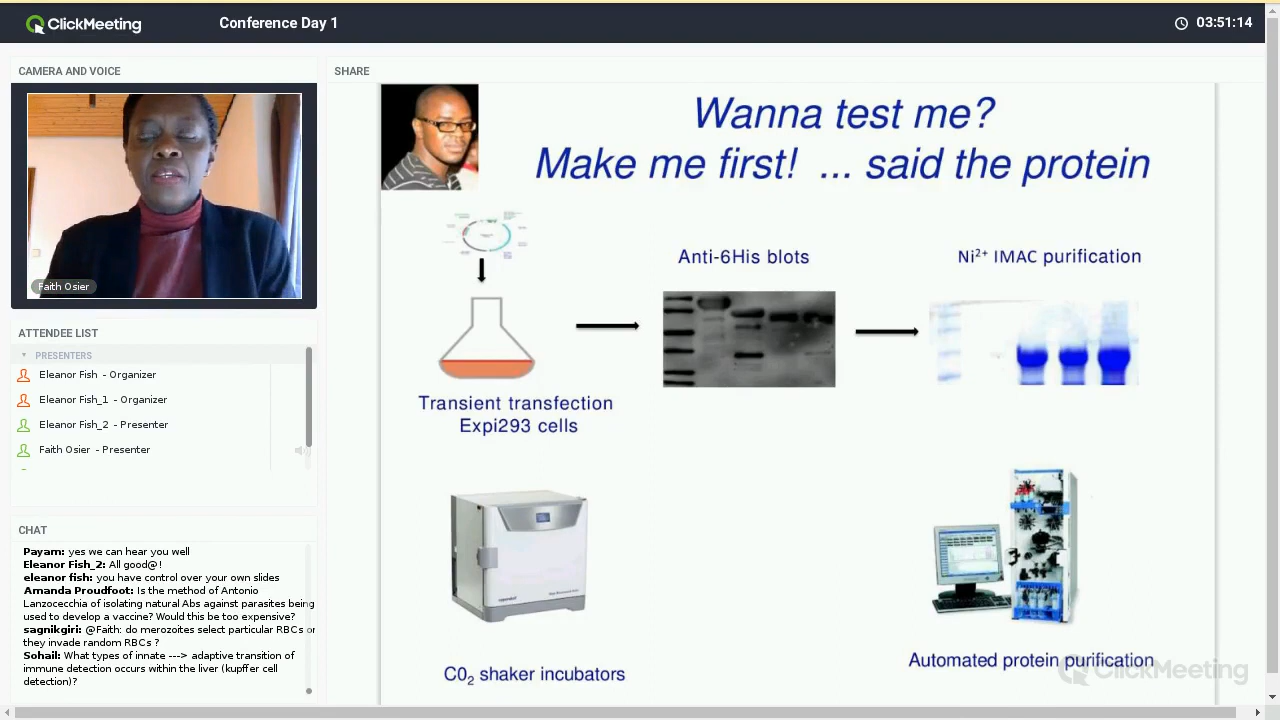 ClickMeeting
Conference Day 1
03:51:14
CAMERA AND VOICE
Faith Osier
ATTENDEE LIST
PRESENTERS
Eleanor Fish - Organizer
Eleanor Fish_1 - Organizer
Eleanor Fish_2 - Presenter
Faith Osier - Presenter
CHAT
Payam: yes we can hear you well
Eleanor Fish_2: All good@!
eleanor fish: you have control over your own slides
Amanda Proudfoot: Is the method of Antonio
Lanzocecchia of isolating natural Abs against parasites being
used to develop a vaccine? Would this be too expensive?
sagnikgiri: @Faith: do merozoites select particular RBCs or
they invade random RBCs ?
Sohail: What types of innate ---> adaptive transition of
immune detection occurs within the liver (kupffer cell
detection)?
SHARE
Wanna test me?
Make me first! ... said the protein
Transient transfection
Expi293 cells
Anti-6His blots
Ni²⁺ IMAC purification
C0₂ shaker incubators
Automated protein purification
ClickMeeting